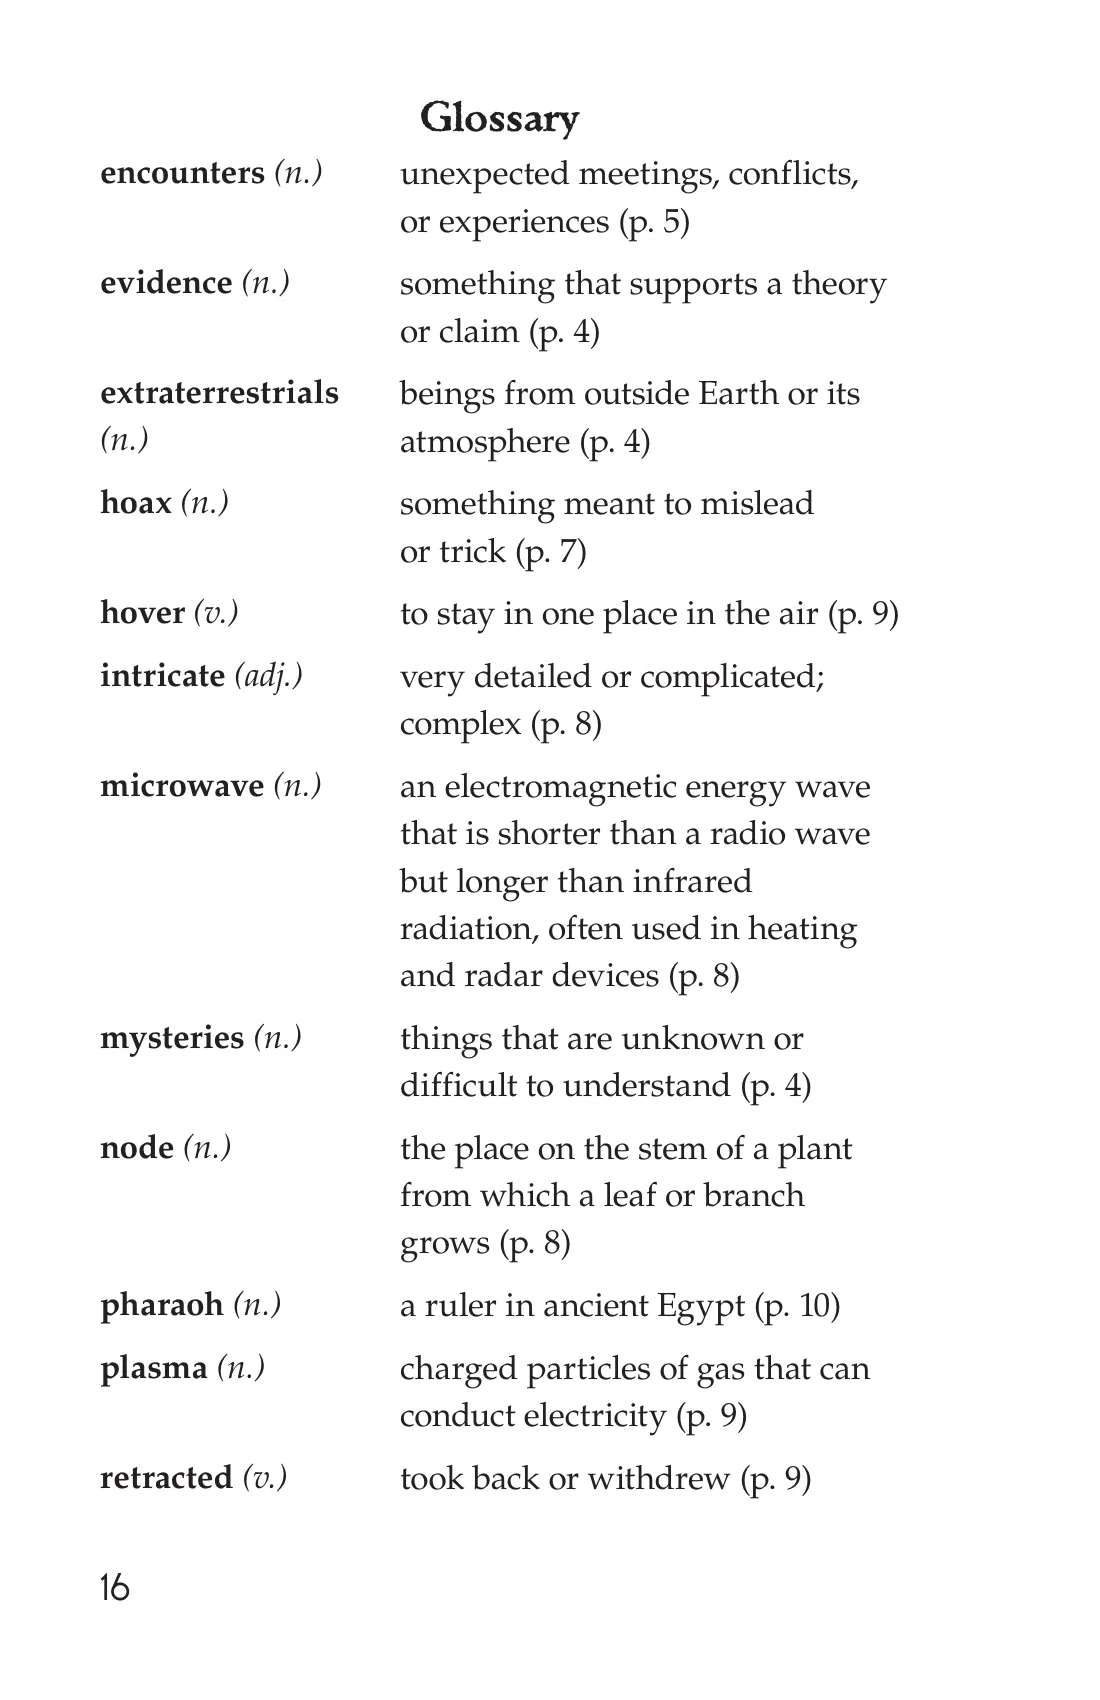 Glossary
encounters (n.) unexpected meetings, conflicts,
or experiences (p. 5)
evidence (n.) something that supports a theory
or claim (p. 4)
extraterrestrials beings from outside Earth or its
(n.) atmosphere (p. 4)
hoax (n.) something meant to mislead
or trick (p. 7)
hover (v.) to stay in one place in the air (p. 9)
intricate (adj.) very detailed or complicated;
complex (p. 8)
microwave (n.) an electromagnetic energy wave
that is shorter than a radio wave
but longer than infrared
radiation, often used in heating
and radar devices (p. 8)
mysteries (n.) things that are unknown or
difficult to understand (p. 4)
node (n.) the place on the stem of a plant
from which a leaf or branch
grows (p. 8)
pharaoh (n.) a ruler in ancient Egypt (p. 10)
plasma (n.) charged particles of gas that can
conduct electricity (p. 9)
retracted (v.) took back or withdrew (p. 9)
16